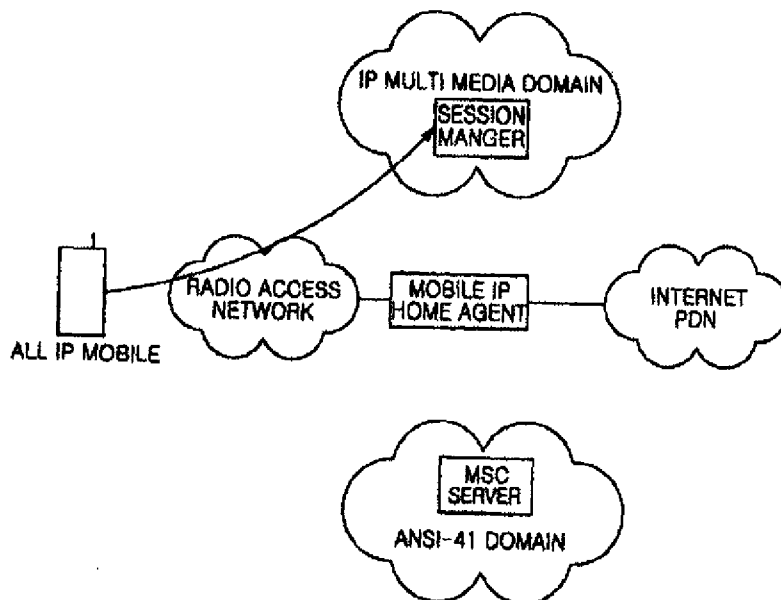 IP MULTI MEDIA DOMAIN
SESSION
MANGER
RADIO ACCESS
NETWORK
MOBILE IP
HOME AGENT
INTERNET
PDN
ALL IP MOBILE
MSC
SERVER
ANSI-41 DOMAIN